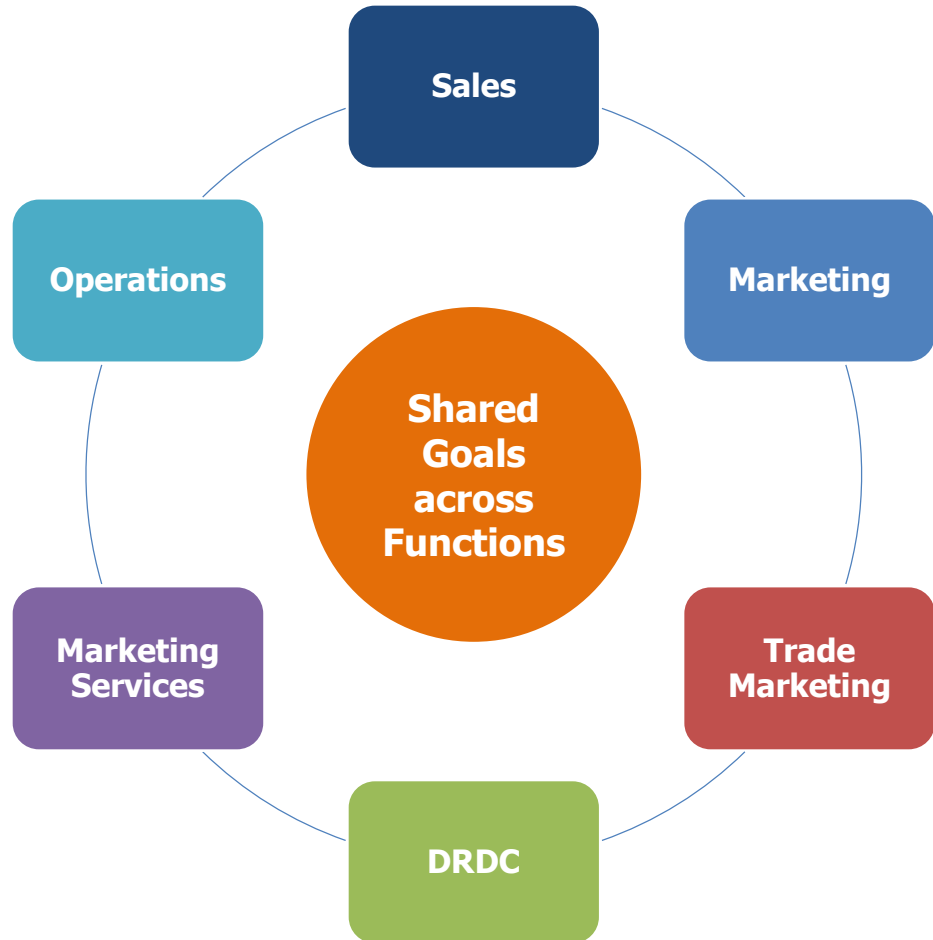 Sales
Operations
Marketing
Shared
Goals
across
Functions
Marketing
Services
Trade
Marketing
DRDC